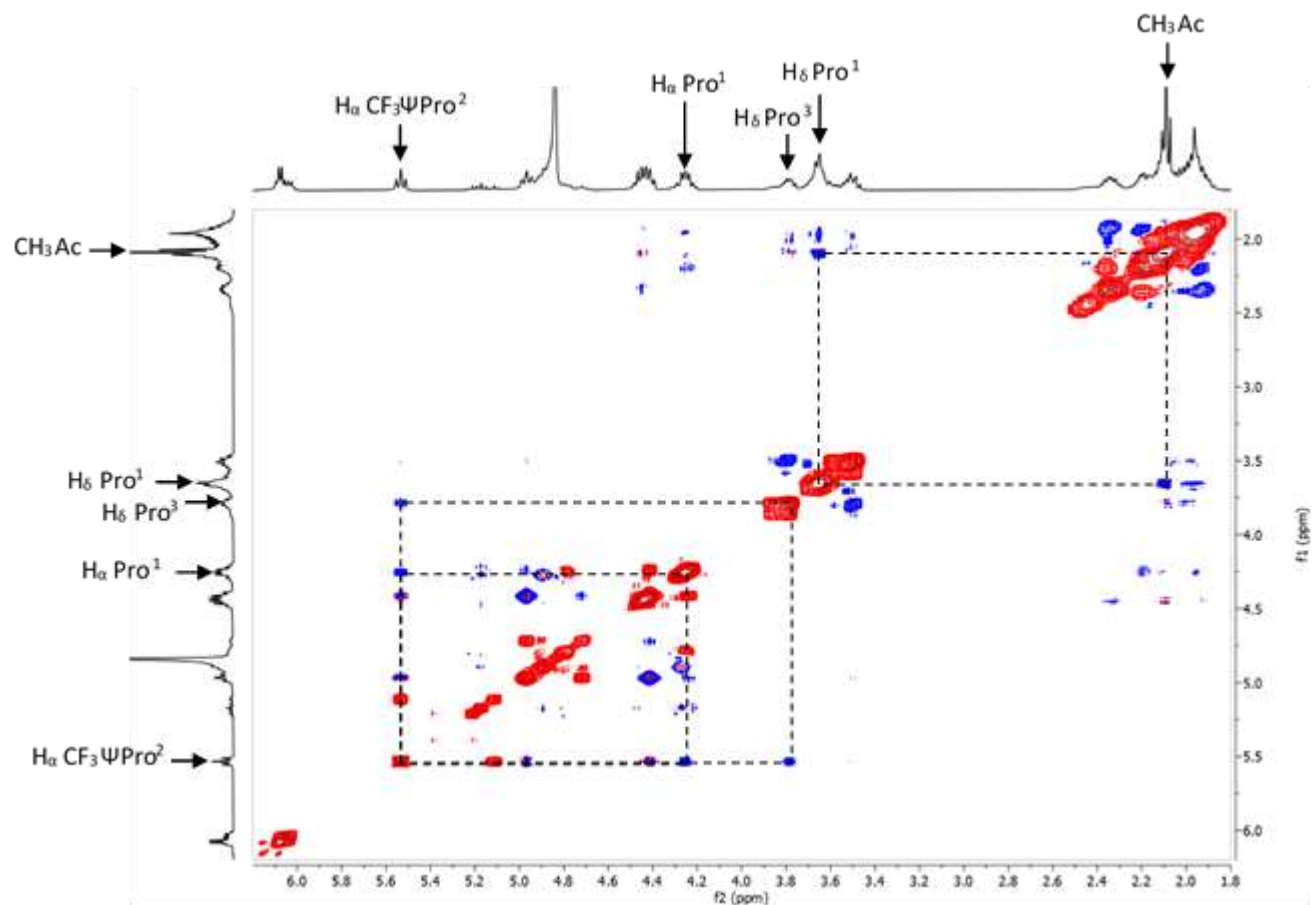 CH₃ Ac
Hδ Pro¹
Hα Pro¹
Hα CF₃ΨPro²
Hδ Pro³
CH₃ Ac
Hδ Pro¹
Hδ Pro³
Hα Pro¹
Hα CF₃ΨPro²
2.0
2.5
3.0
3.5
4.0
4.5
5.0
5.5
6.0
f1 (ppm)
6.0 5.8 5.6 5.4 5.2 5.0 4.8 4.6 4.4 4.2 4.0 3.8 3.6 3.4 3.2 3.0 2.8 2.6 2.4 2.2 2.0 1.8
f2 (ppm)